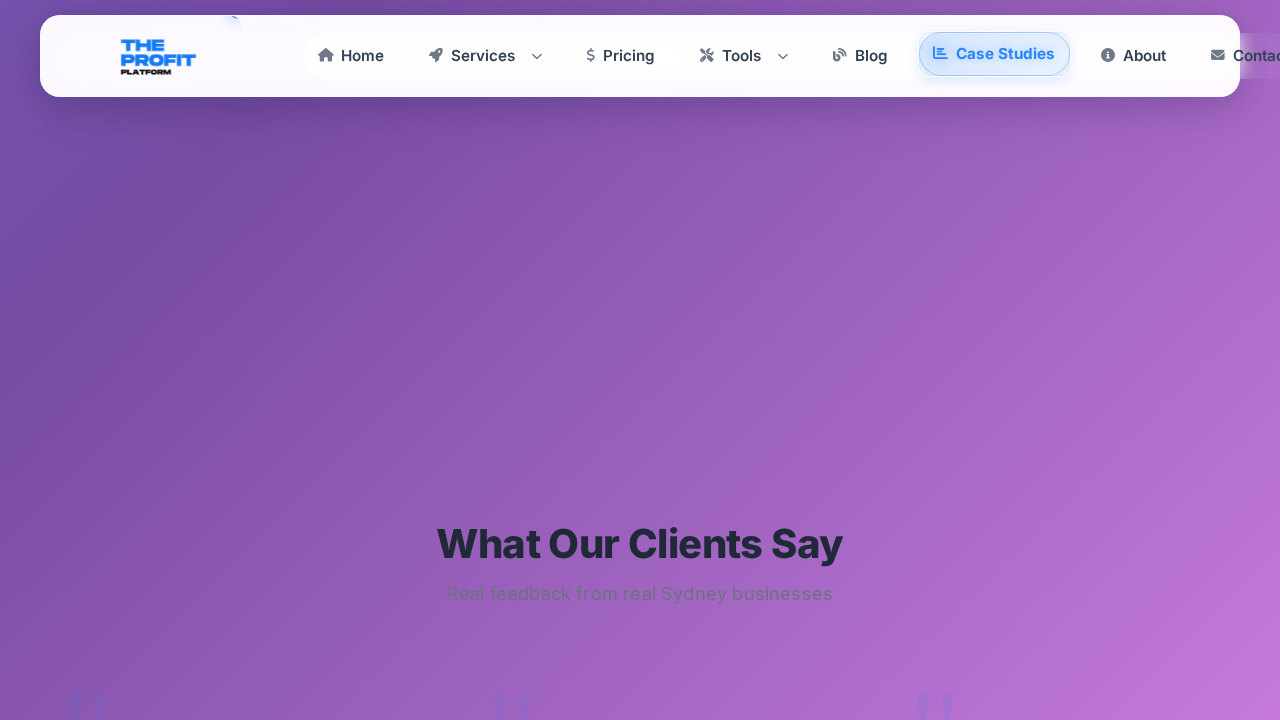 THE
PROFIT
PLATFORM
Home
Services
Pricing
Tools
Blog
Case Studies
About
Contac
What Our Clients Say
Real feedback from real Sydney businesses
" " "